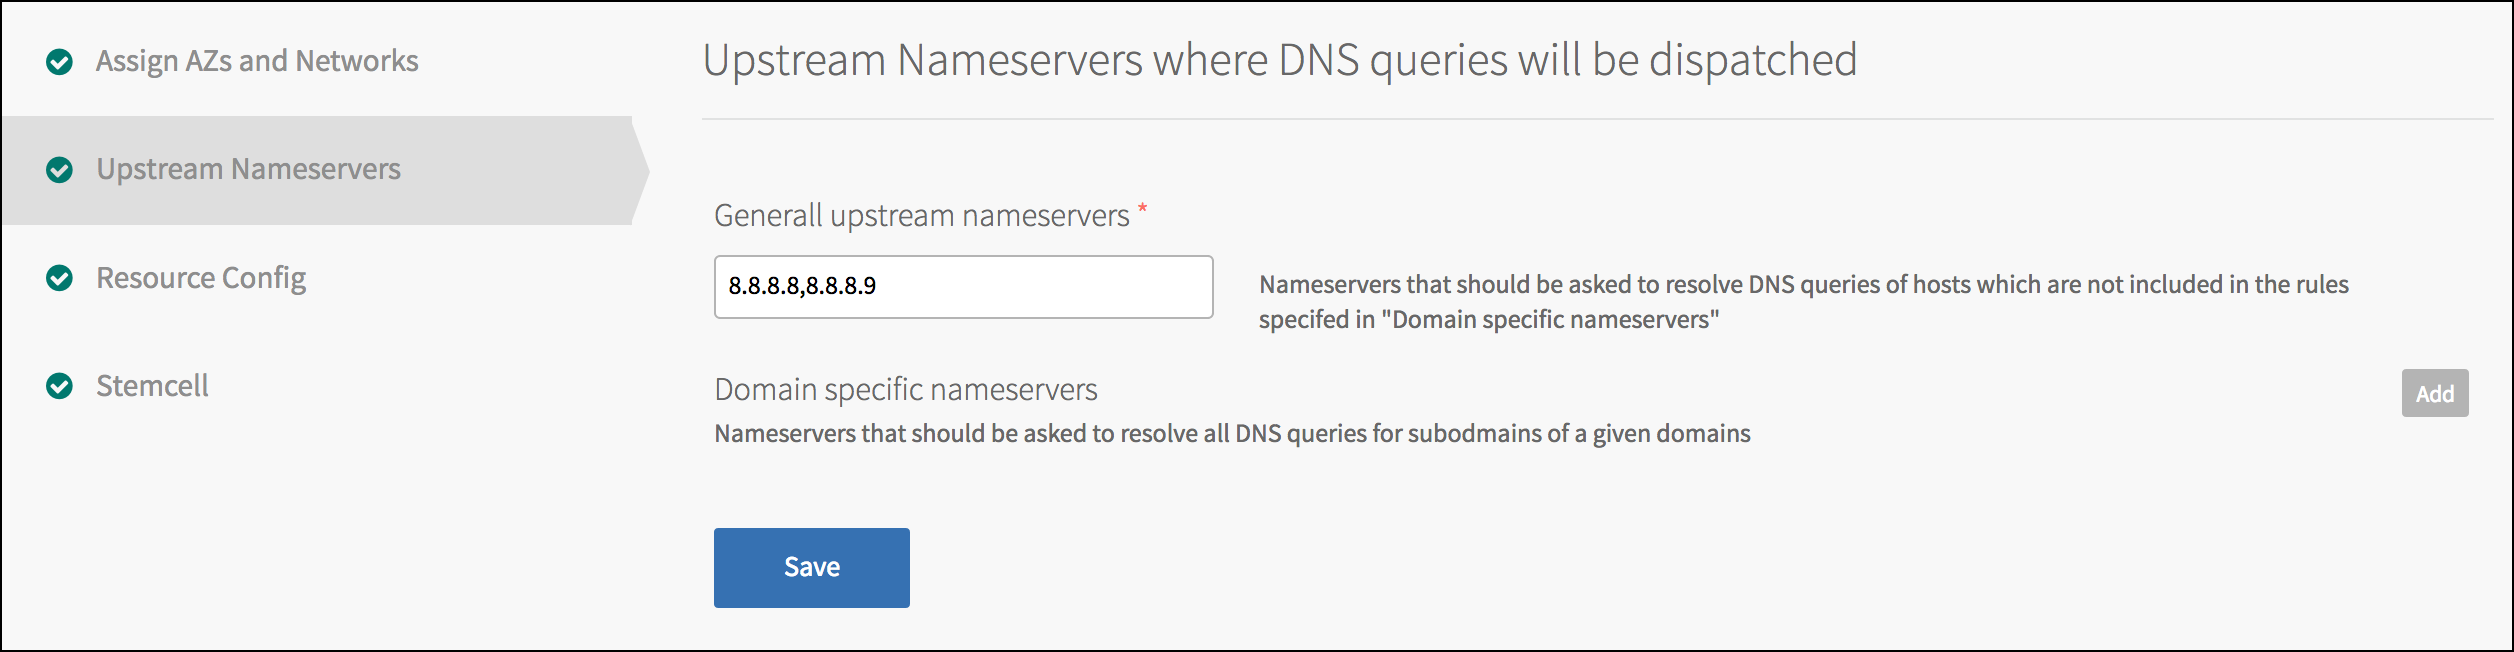 Assign AZs and Networks
Upstream Nameservers
Resource Config
Stemcell
Upstream Nameservers where DNS queries will be dispatched
Generall upstream nameservers *
8.8.8.8,8.8.8.9
Nameservers that should be asked to resolve DNS queries of hosts which are not included in the rules
specifed in "Domain specific nameservers"
Domain specific nameservers
Add
Nameservers that should be asked to resolve all DNS queries for subodmains of a given domains
Save